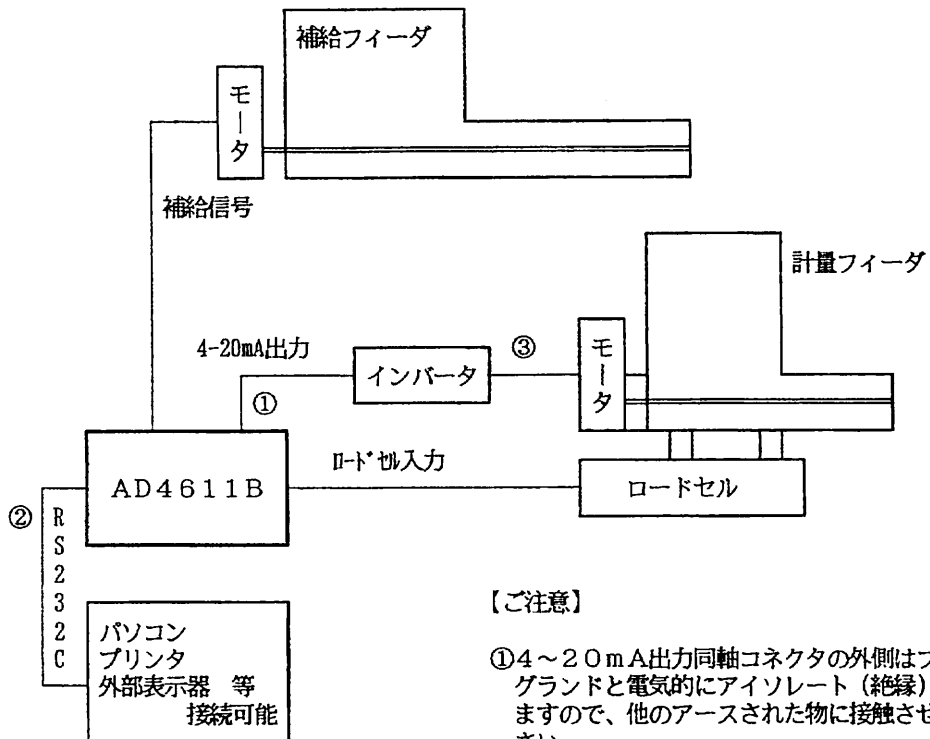 補給フィーダ
モータ
補給信号
計量フィーダ
モータ
4-20mA出力
①
インバータ
③
AD4611B
ﾛｰﾄﾞｾﾙ入力
ロードセル
②
RS232C
パソコン
プリンタ
外部表示器 等
接続可能
【ご注意】
①4~20mA出力同軸コネクタの外側は
グランドと電気的にアイソレート(絶縁)
ますので、他のアースされた物に接触させ
さい